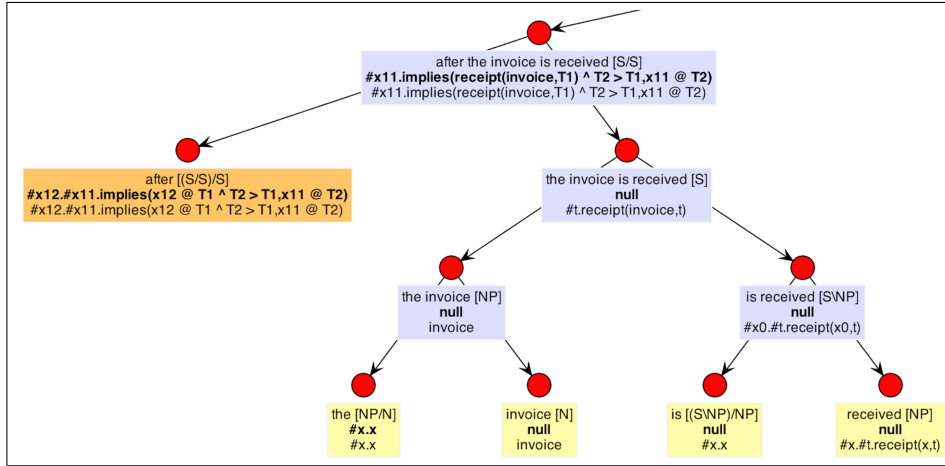 after the invoice is received [S/S]
#x11.implies(receipt(invoice,T1) ^ T2 > T1,x11 @ T2)
#x11.implies(receipt(invoice,T1) ^ T2 > T1,x11 @ T2)
after [(S/S)/S]
#x12.#x11.implies(x12 @ T1 ^ T2 > T1,x11 @ T2)
#x12.#x11.implies(x12 @ T1 ^ T2 > T1,x11 @ T2)
the invoice is received [S]
null
#t.receipt(invoice,t)
the invoice [NP]
null
invoice
is received [S\NP]
null
#x0.#t.receipt(x0,t)
the [NP/N]
#x.x
#x.x
invoice [N]
null
invoice
is [(S\NP)/NP]
null
#x.x
received [NP]
null
#x.#t.receipt(x,t)